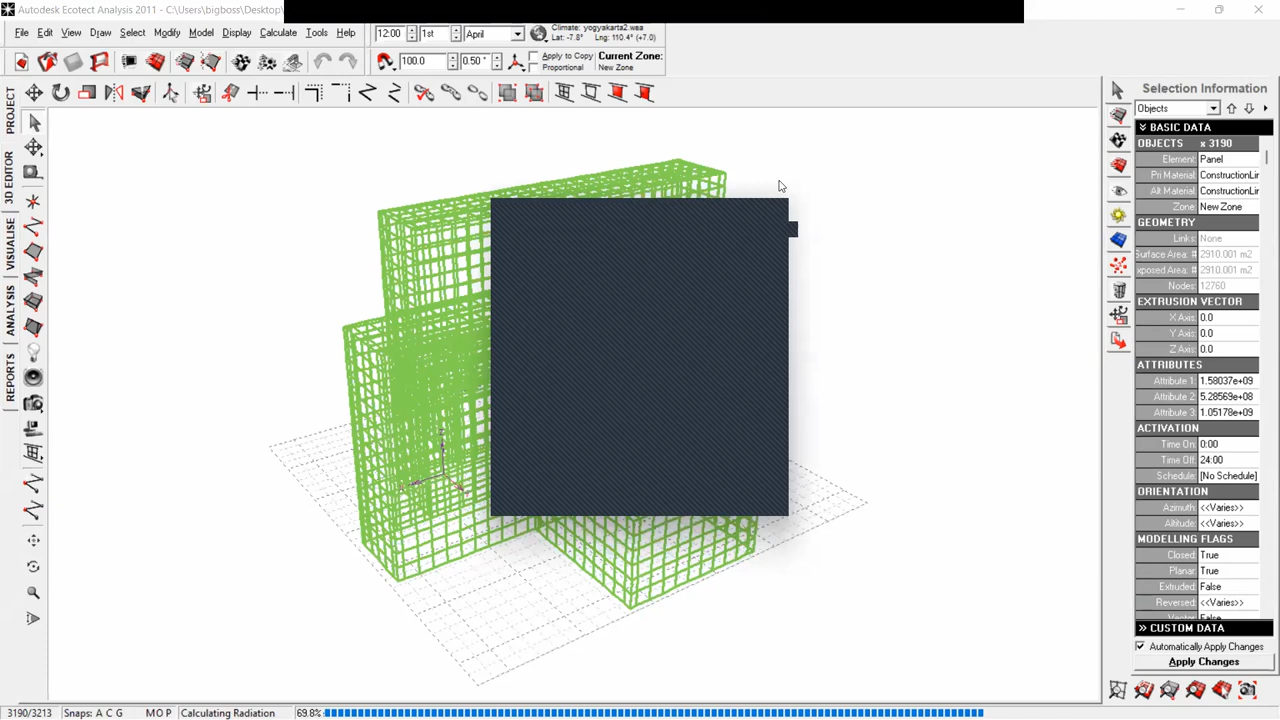 Autodesk Ecotect Analysis 2011 - C:\Users\bigboss\Desktop\
File Edit View Draw Select Modify Model Display Calculate Tools Help
12:00 1st April
Climate: yogyakarta2.wea
Lat: -7.8° Lng: 110.4° (+7.0)
100.0 0.50 °
Apply to Copy
Proportional
Current Zone:
New Zone
PROJECT
3D EDITOR
VISUALISE
ANALYSIS
REPORTS
Selection Information
Objects
BASIC DATA
OBJECTS x 3190
Element: Panel
Pri Material: ConstructionLir
Alt Material: ConstructionLir
Zone: New Zone
GEOMETRY
Links: None
Surface Area: # 2910.001 m2
xposed Area: # 2910.001 m2
Nodes: 12760
EXTRUSION VECTOR
X Axis: 0.0
Y Axis: 0.0
Z Axis: 0.0
ATTRIBUTES
Attribute 1: 1.58037e+09
Attribute 2: 5.28569e+08
Attribute 3: 1.05178e+09
ACTIVATION
Time On: 0:00
Time Off: 24:00
Schedule: [No Schedule]
ORIENTATION
Azimuth: <<Varies>>
Altitude: <<Varies>>
MODELLING FLAGS
Closed: True
Planar: True
Extruded: False
Reversed: <<Varies>>
CUSTOM DATA
Automatically Apply Changes
Apply Changes
3190/3213 Snaps: A C G MO P Calculating Radiation 69.8%